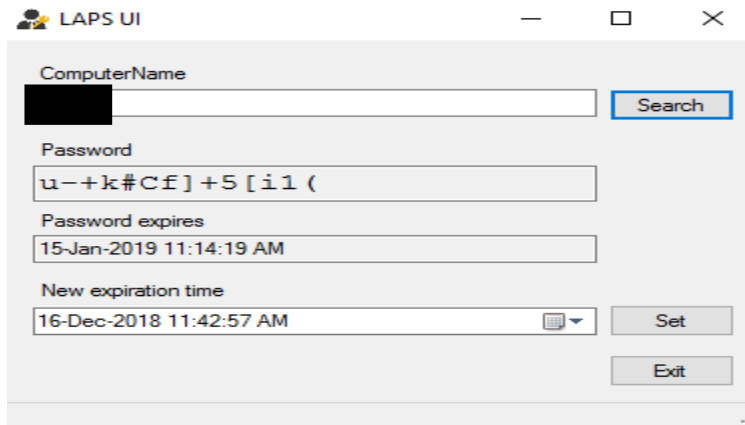 LAPS UI
ComputerName
Search
Password
u-+k#Cf]+5[i1(
Password expires
15-Jan-2019 11:14:19 AM
New expiration time
16-Dec-2018 11:42:57 AM
Set
Exit